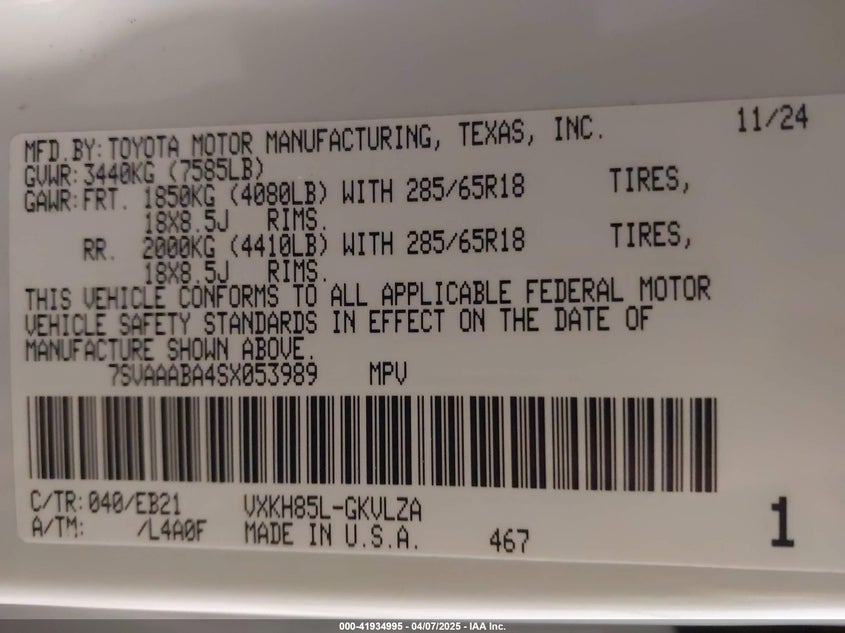 11/24
MFD.BY: TOYOTA MOTOR MANUFACTURING, TEXAS, INC.
GVWR: 3440KG (7585LB)
GAWR: FRT. 1850KG (4080LB) WITH 285/65R18 TIRES,
18X8.5J RIMS.
RR. 2000KG (4410LB) WITH 285/65R18 TIRES,
18X8.5J RIMS.
THIS VEHICLE CONFORMS TO ALL APPLICABLE FEDERAL MOTOR
VEHICLE SAFETY STANDARDS IN EFFECT ON THE DATE OF
MANUFACTURE SHOWN ABOVE.
7SVAAABA4SX053989 MPV
C/TR: 040/EB21 VXKH85L-GKVLZA
A/TM: /L4A0F MADE IN U.S.A. 467 1
000-41934995 - 04/07/2025 - IAA Inc.